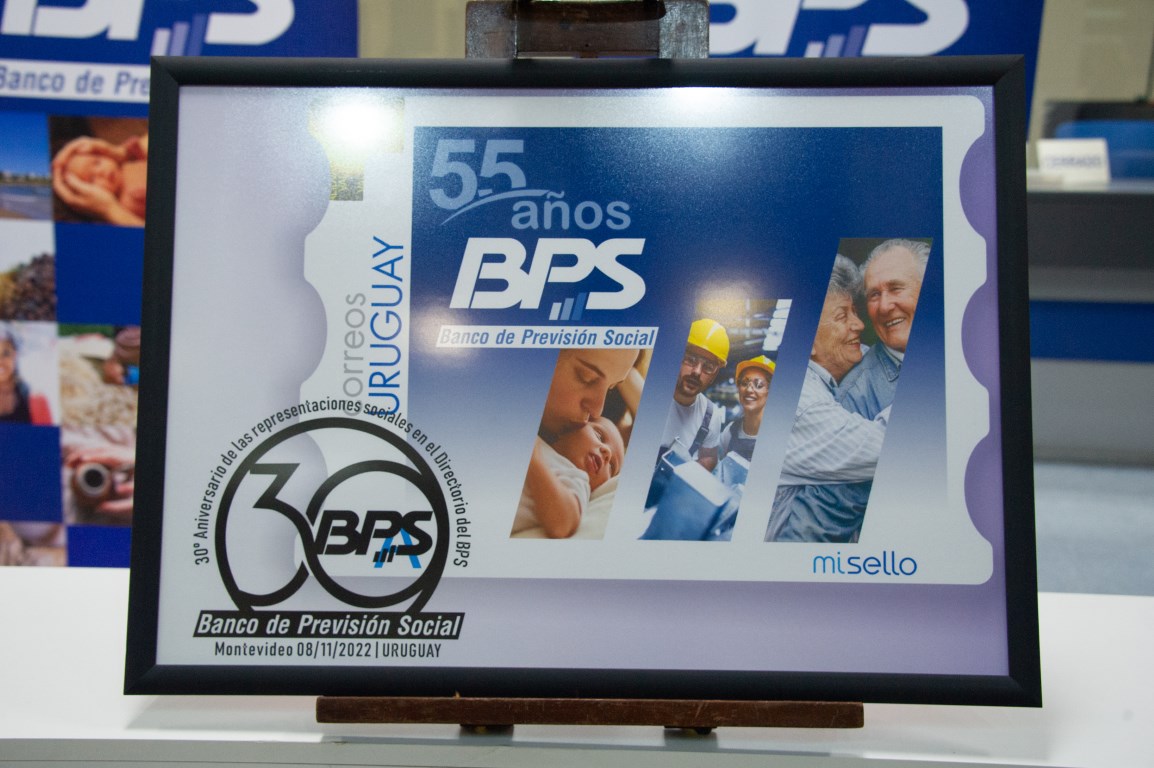 BPS
Banco de Pre
BPS
55
años
BPS
Banco de Previsión Social
correos
URUGUAY
misello
30º Aniversario de las representaciones sociales en el Directorio del BPS
30
BPS
A
Banco de Previsión Social
Montevideo 08/11/2022 | URUGUAY